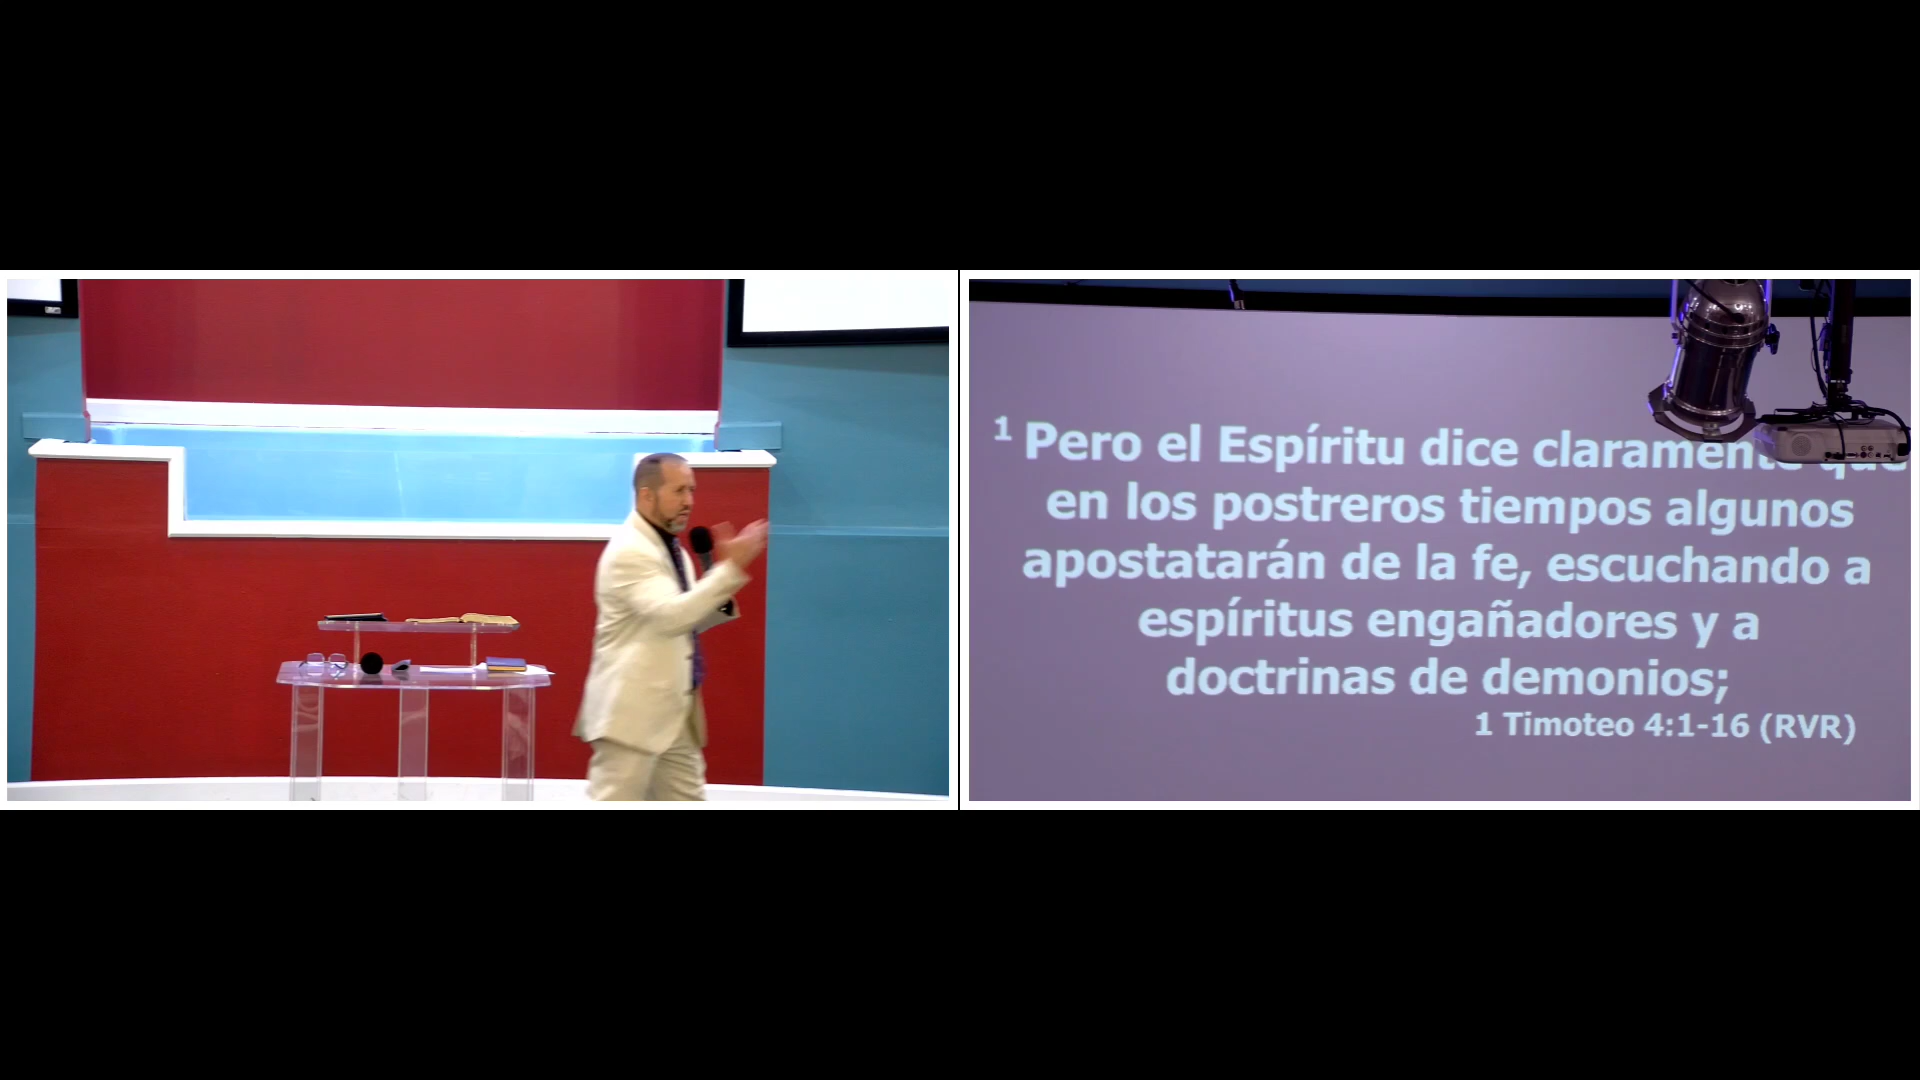 1 Pero el Espíritu dice claramente que
en los postreros tiempos algunos
apostatarán de la fe, escuchando a
espíritus engañadores y a
doctrinas de demonios;
1 Timoteo 4:1-16 (RVR)